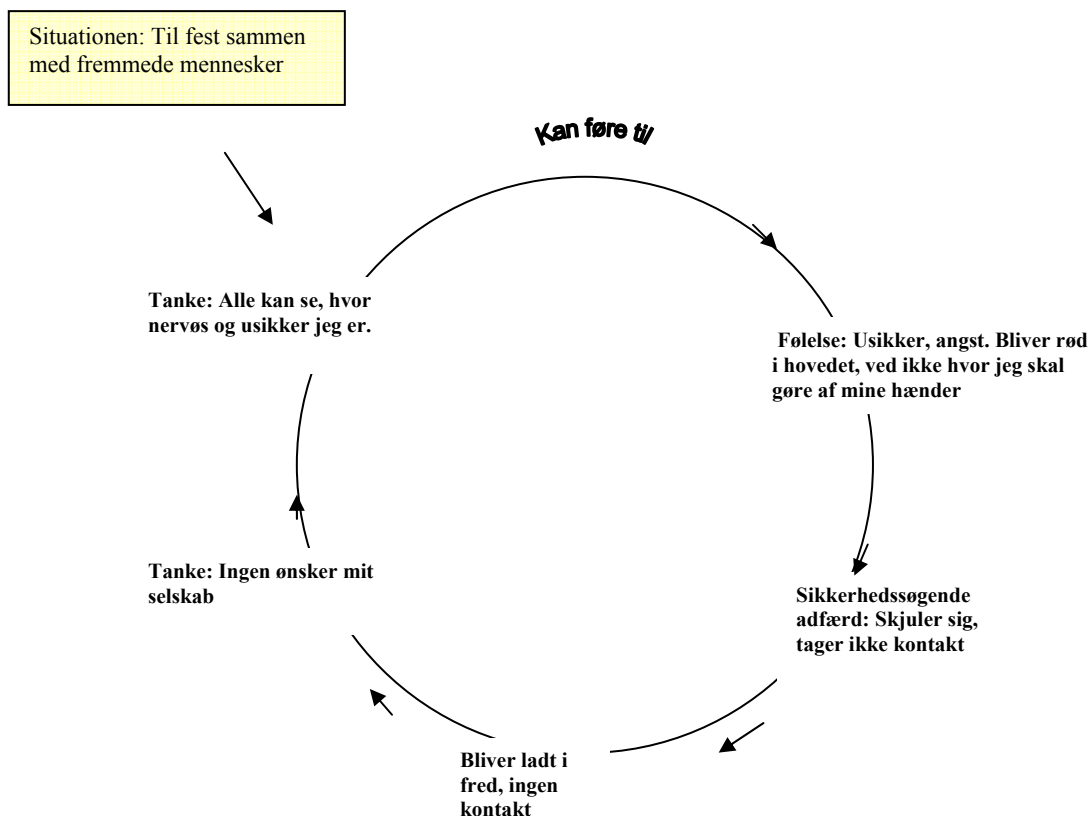 Situationen: Til fest sammen
med fremmede mennesker
Kan føre til
Tanke: Alle kan se, hvor
nervøs og usikker jeg er.
Følelse: Usikker, angst. Bliver rød
i hovedet, ved ikke hvor jeg skal
gøre af mine hænder
Sikkerhedssøgende
adfærd: Skjuler sig,
tager ikke kontakt
Bliver ladt i
fred, ingen
kontakt
Tanke: Ingen ønsker mit
selskab